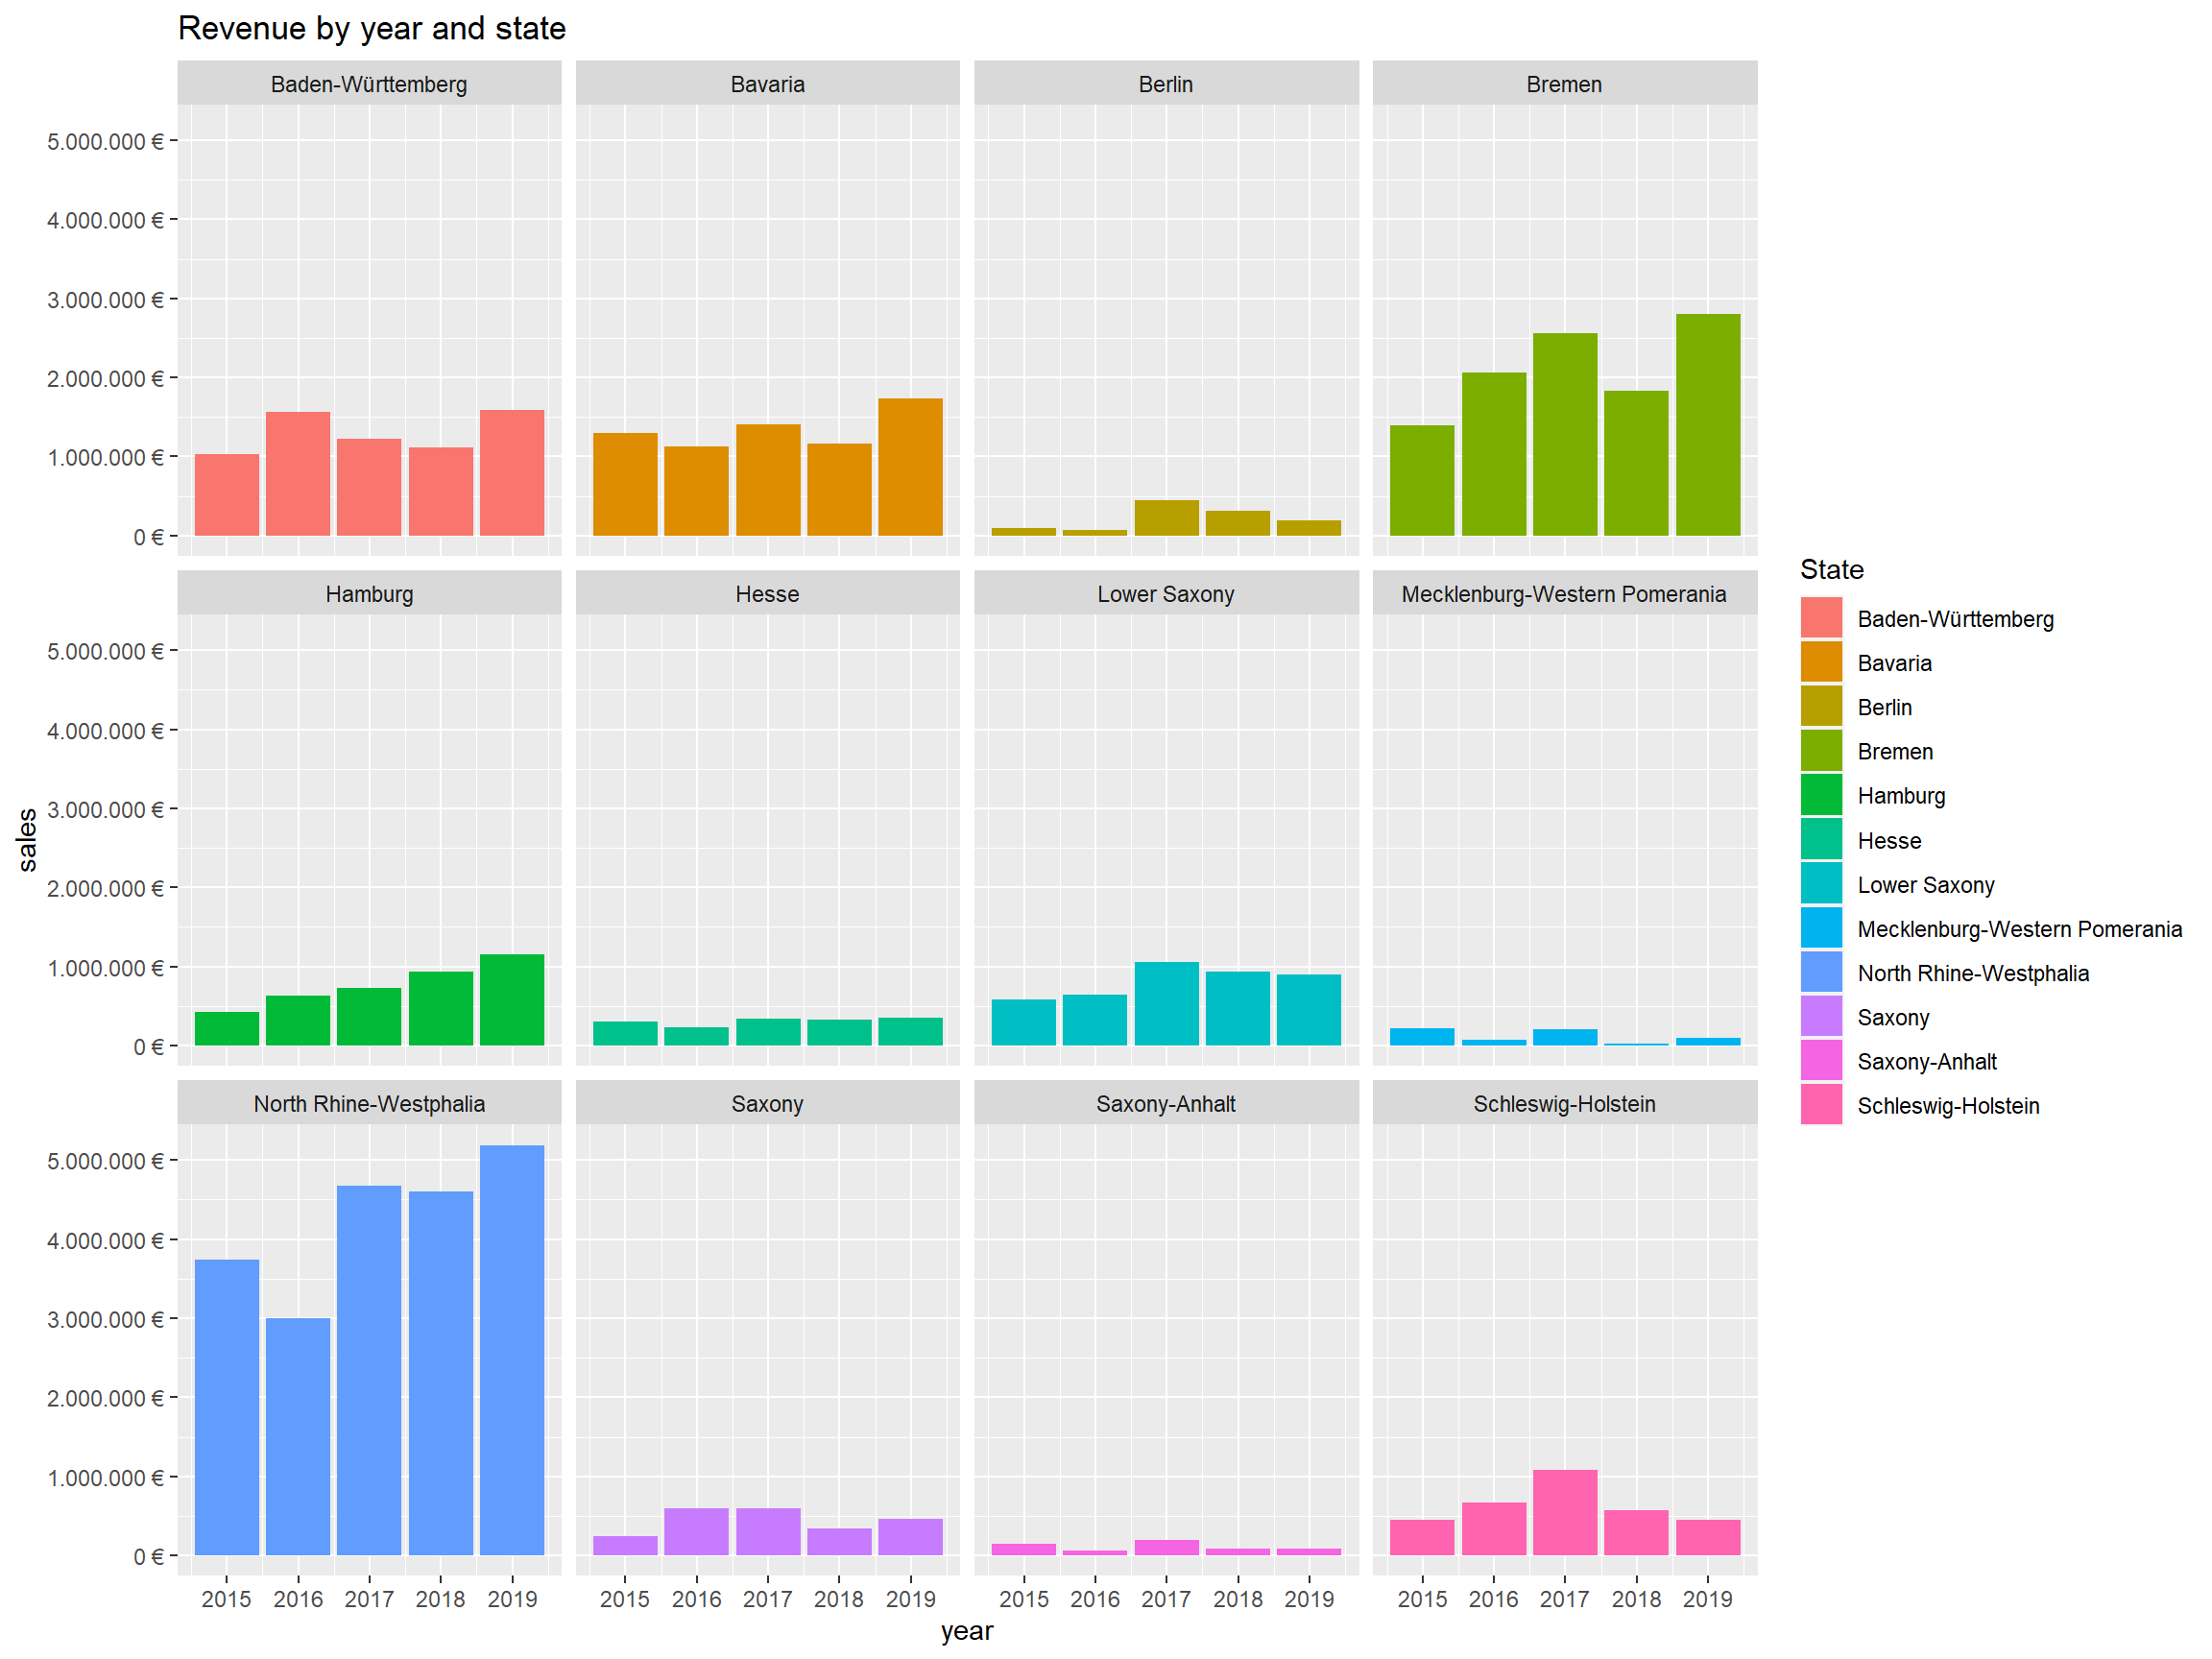 Revenue by year and state
Baden-Württemberg
Bavaria
Berlin
Bremen
5.000.000 €
4.000.000 €
3.000.000 €
2.000.000 €
1.000.000 €
0 €
Hamburg
Hesse
Lower Saxony
Mecklenburg-Western Pomerania
5.000.000 €
4.000.000 €
3.000.000 €
2.000.000 €
1.000.000 €
0 €
North Rhine-Westphalia
Saxony
Saxony-Anhalt
Schleswig-Holstein
5.000.000 €
4.000.000 €
3.000.000 €
2.000.000 €
1.000.000 €
0 €
2015 2016 2017 2018 2019
2015 2016 2017 2018 2019
2015 2016 2017 2018 2019
2015 2016 2017 2018 2019
year
sales
State
Baden-Württemberg
Bavaria
Berlin
Bremen
Hamburg
Hesse
Lower Saxony
Mecklenburg-Western Pomerania
North Rhine-Westphalia
Saxony
Saxony-Anhalt
Schleswig-Holstein